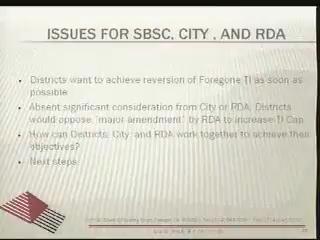 ISSUES FOR SBSC, CITY , AND RDA
Districts want to achieve reversion of Foregone TI as soon as
possible
Absent significant consideration from City or RDA, Districts
would oppose "major amendment" by RDA to increase TI Cap
How can Districts, City, and RDA work together to achieve their
objectives?
Next steps